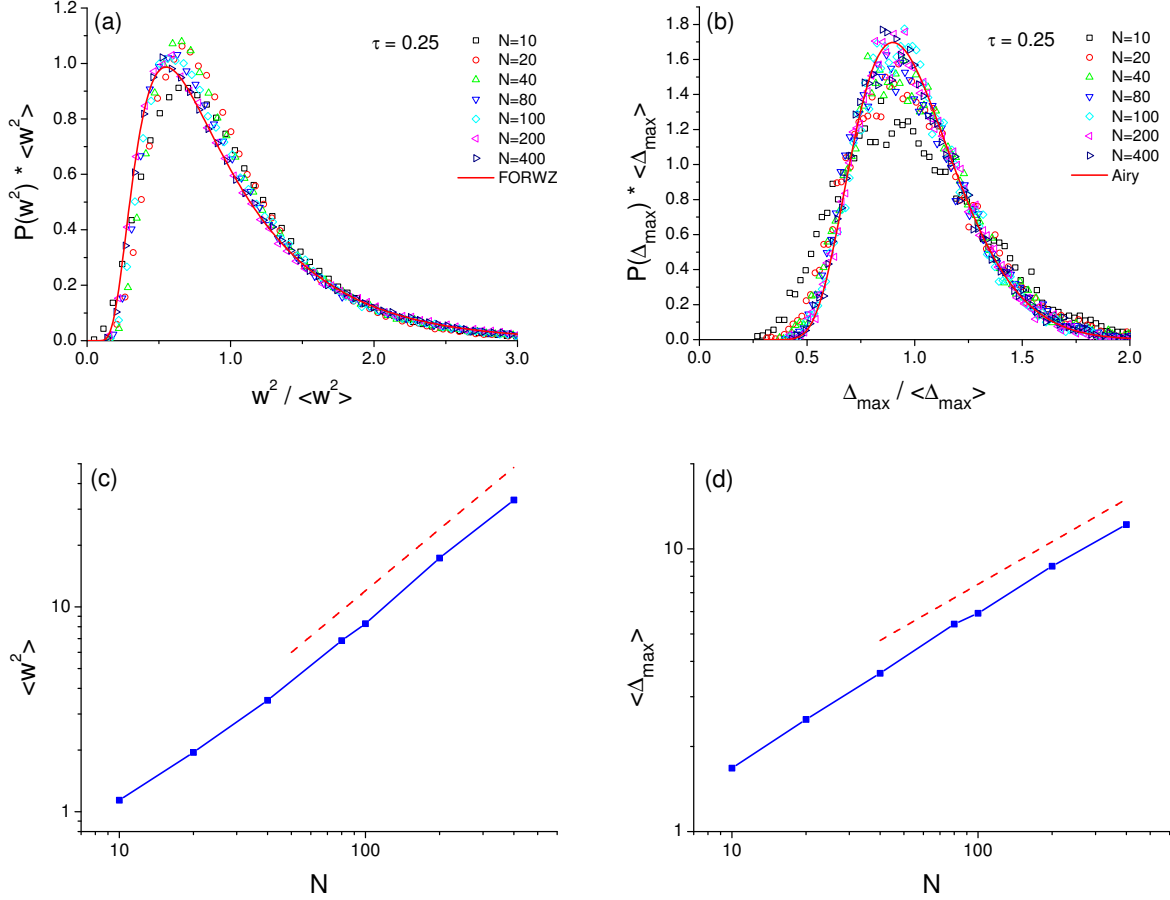 (a)
τ = 0.25
N=10
N=20
N=40
N=80
N=100
N=200
N=400
FORWZ
1.2
1.0
0.8
0.6
0.4
0.2
0.0
0.0
1.0
2.0
3.0
P(w²) * <w²>
w² / <w²>
(b)
τ = 0.25
N=10
N=20
N=40
N=80
N=100
N=200
N=400
Airy
1.8
1.6
1.4
1.2
1.0
0.8
0.6
0.4
0.2
0.0
0.0
0.5
1.0
1.5
2.0
P(Δmax) * <Δmax>
Δmax / <Δmax>
(c)
10
1
10
100
<w²>
N
(d)
10
1
10
100
<Δmax>
N